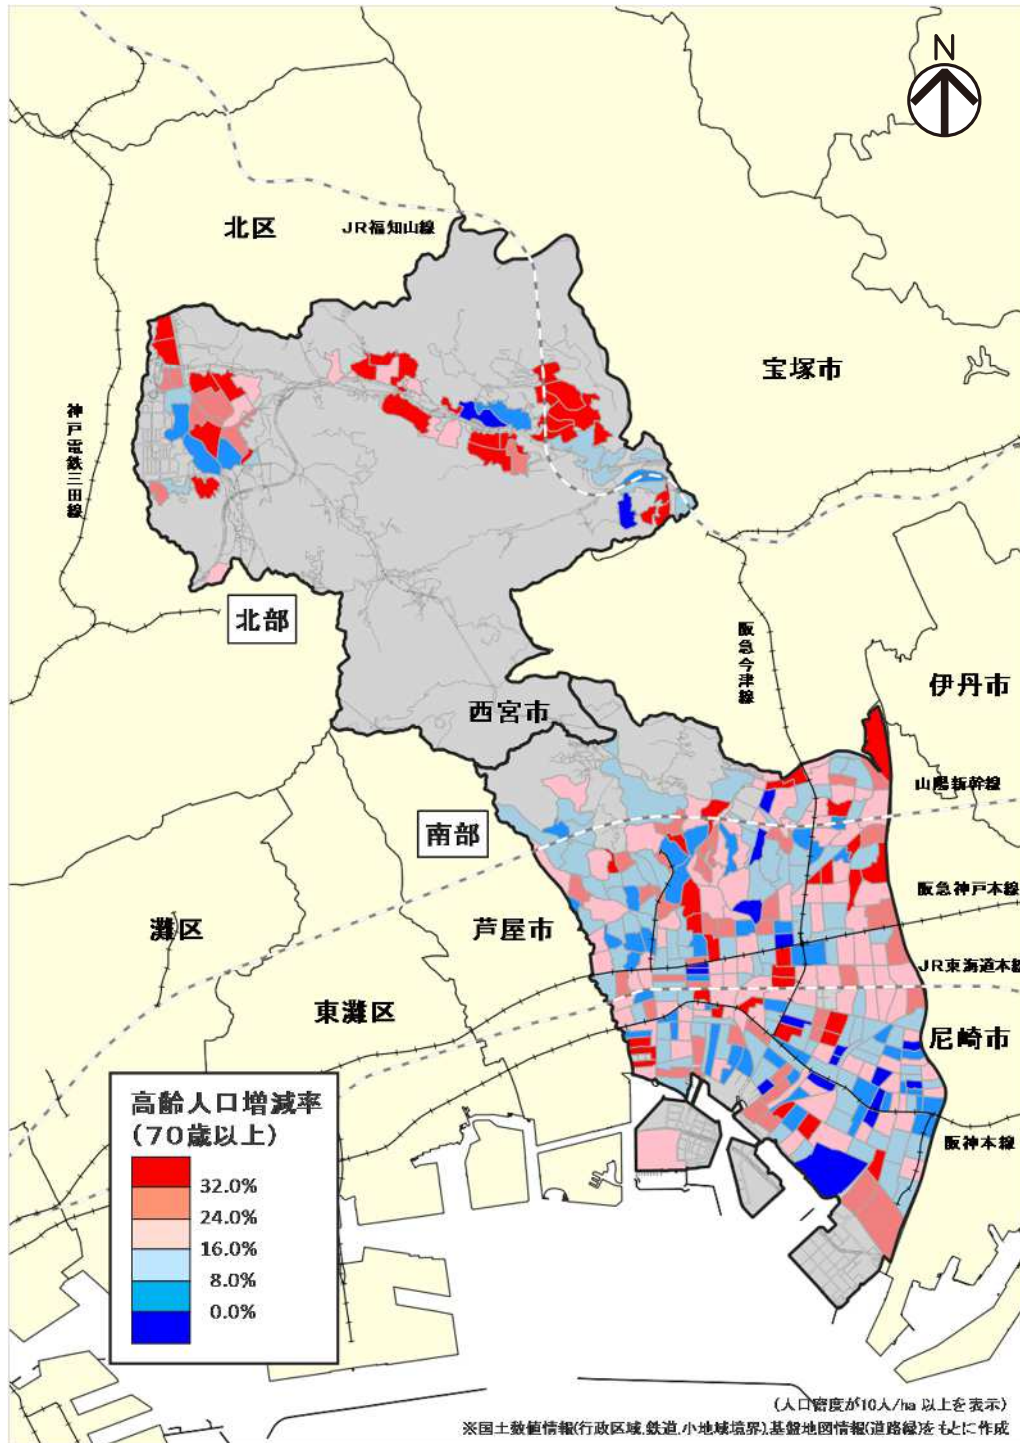 N
北区
JR福知山線
宝塚市
神戸電鉄三田線
北部
阪急今津線
伊丹市
西宮市
山陽新幹線
南部
阪急神戸本線
灘区
芦屋市
JR東海道本線
東灘区
尼崎市
高齢人口増減率
(70歳以上)
阪神本線
32.0%
24.0%
16.0%
8.0%
0.0%
(人口密度が10人/ha 以上を表示)
※国土数値情報(行政区域,鉄道,小地域境界),基盤地図情報(道路縁)をもとに作成